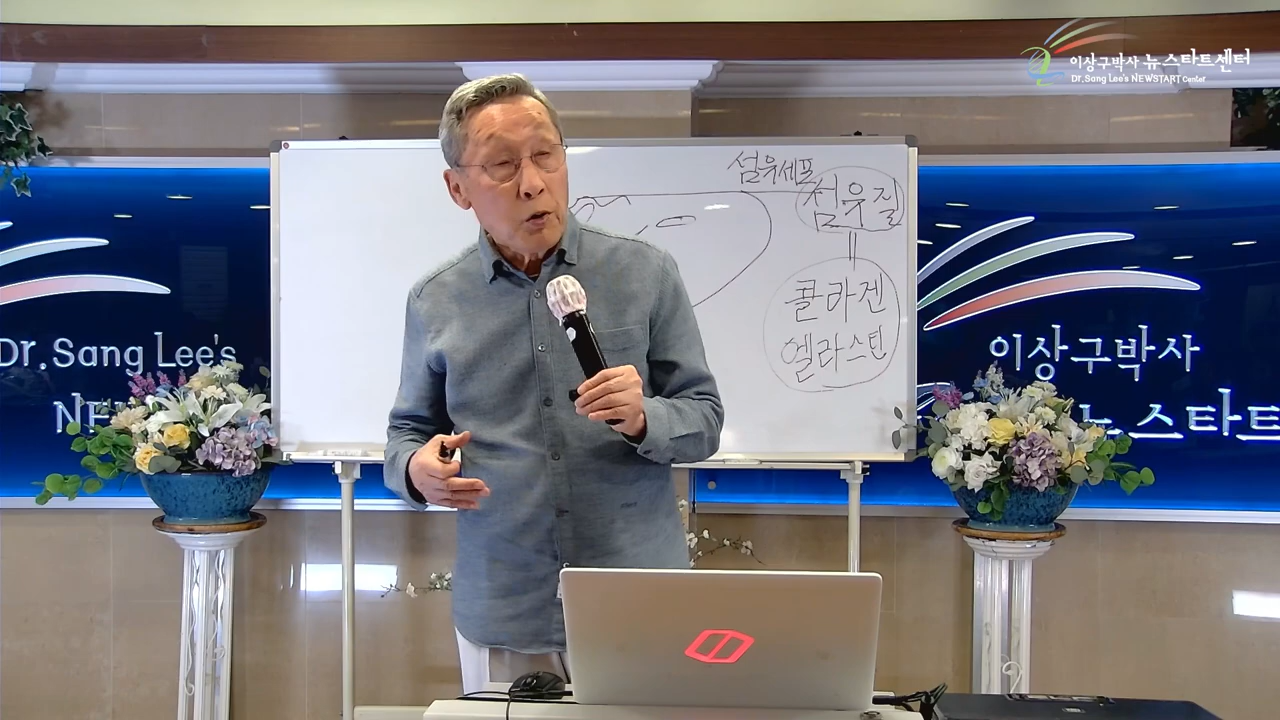 이상구박사 뉴스타트센터
Dr. Sang Lee's NEWSTART Center
섬유세포
섬유질
=
콜라겐
엘라스틴
Dr.Sang Lee's
NEW
이상구박사
뉴스타트